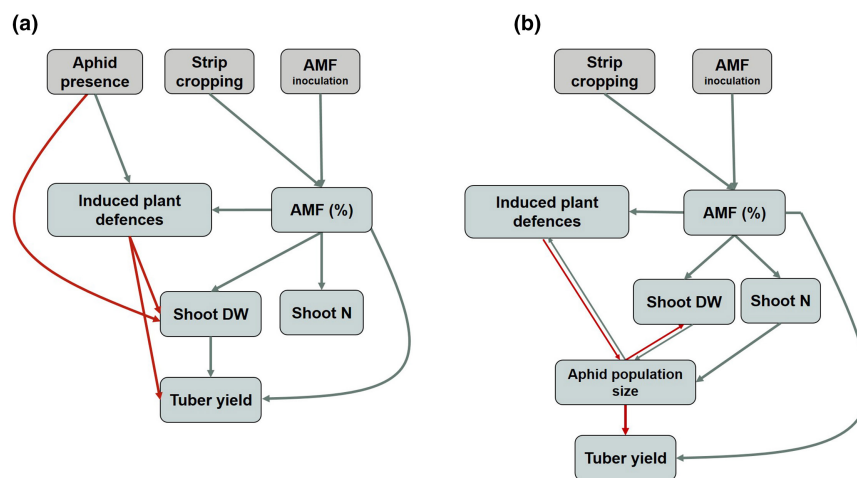 (a)
Aphid
presence
Strip
cropping
AMF
inoculation
Induced plant
defences
AMF (%)
Shoot DW
Shoot N
Tuber yield
(b)
Strip
cropping
AMF
inoculation
Induced plant
defences
AMF (%)
Shoot DW
Shoot N
Aphid population
size
Tuber yield